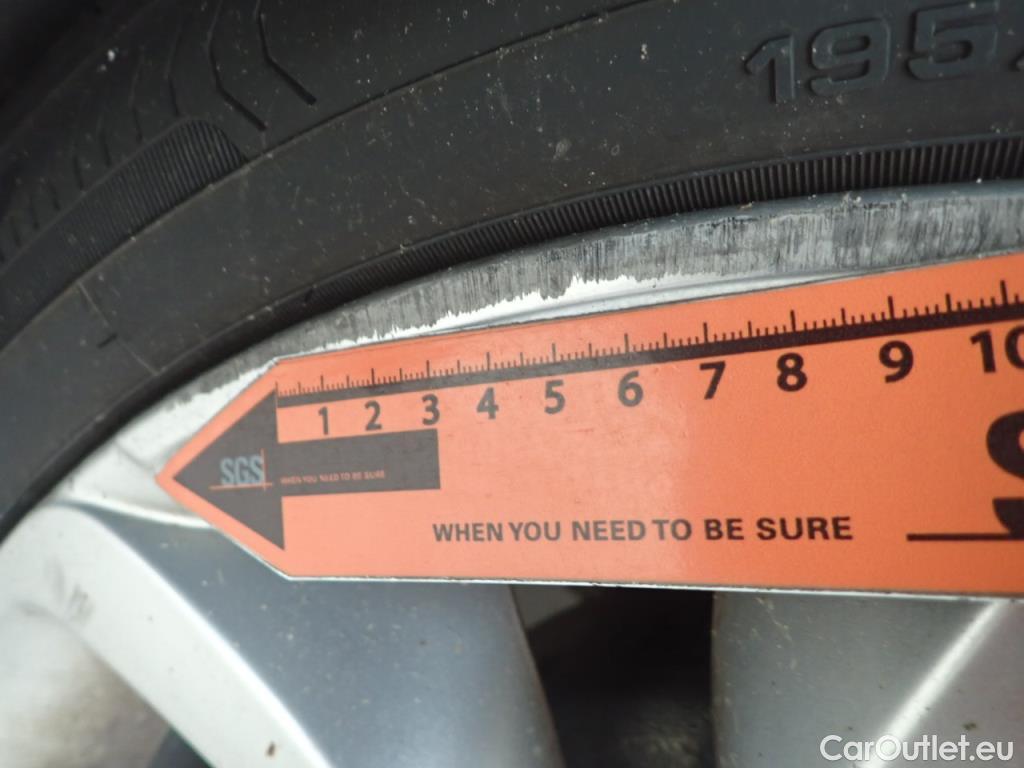 195
1 2 3 4 5 6 7 8 9 10
SGS WHEN YOU NEED TO BE SURE
WHEN YOU NEED TO BE SURE
CarOutlet.eu